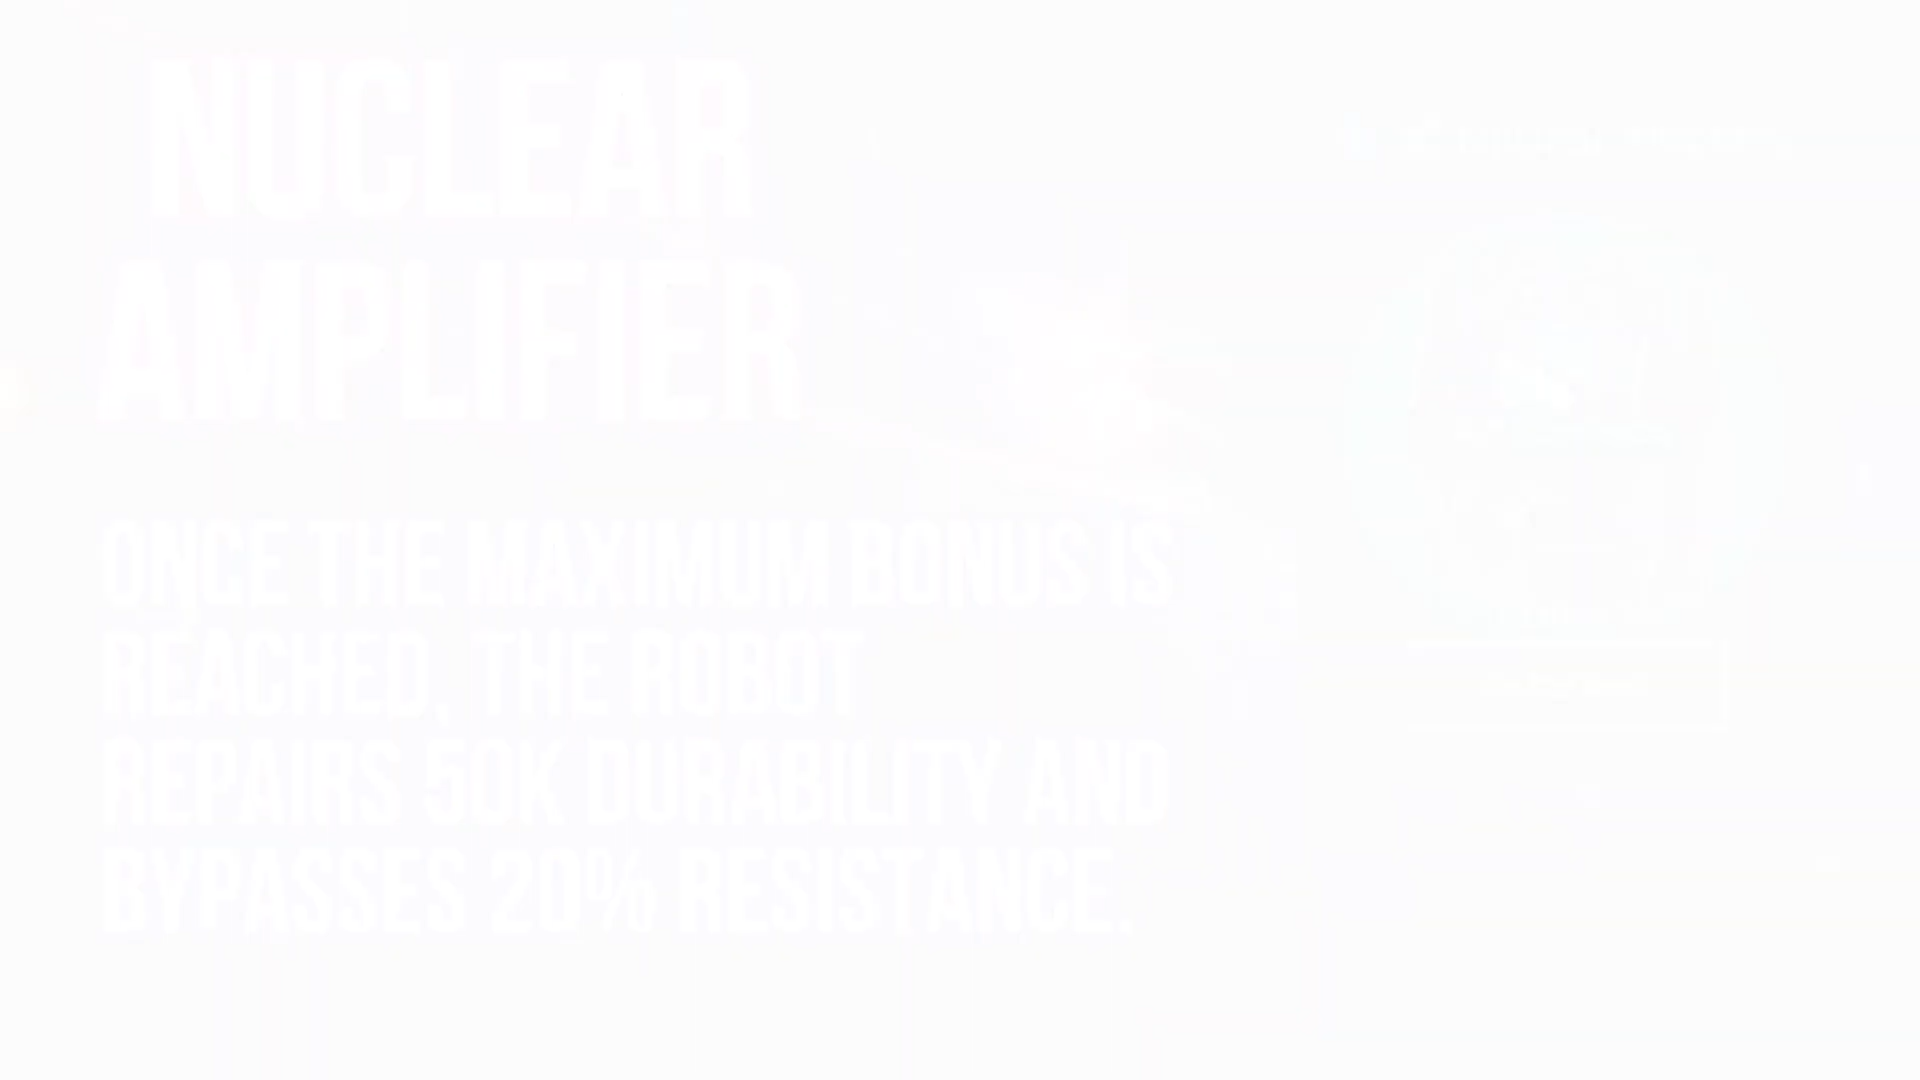 NUCLEAR
AMPLIFIER
ONCE THE MAXIMUM BONUS IS
REACHED, THE ROBOT
REPAIRS 50K DURABILITY AND
BYPASSES 20% RESISTANCE.